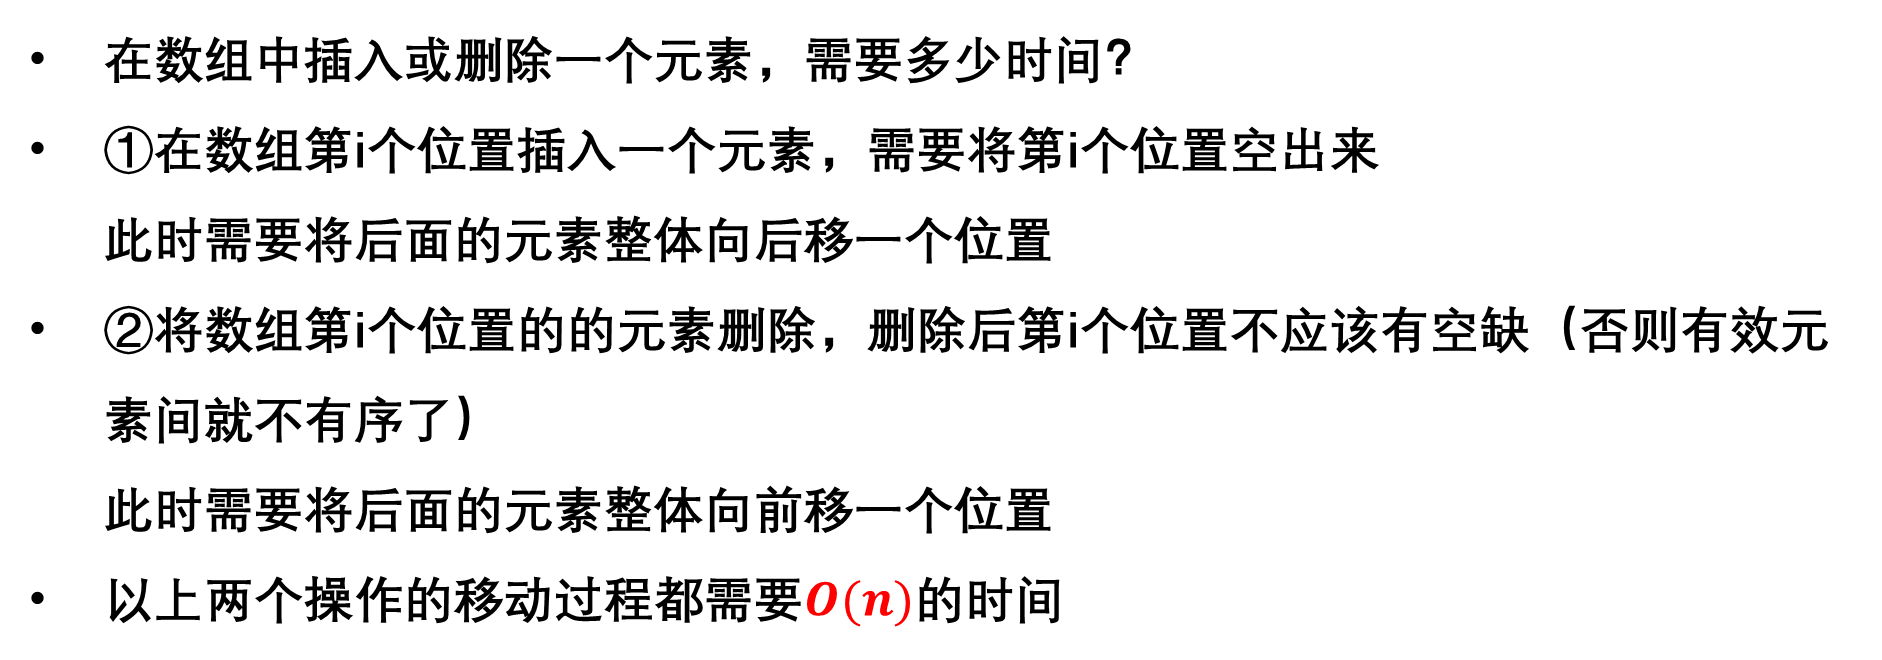 • 在数组中插入或删除一个元素，需要多少时间?
• ①在数组第i个位置插入一个元素，需要将第i个位置空出来
此时需要将后面的元素整体向后移一个位置
• ②将数组第i个位置的的元素删除，删除后第i个位置不应该有空缺（否则有效元
素间就不有序了）
此时需要将后面的元素整体向前移一个位置
• 以上两个操作的移动过程都需要O(n)的时间